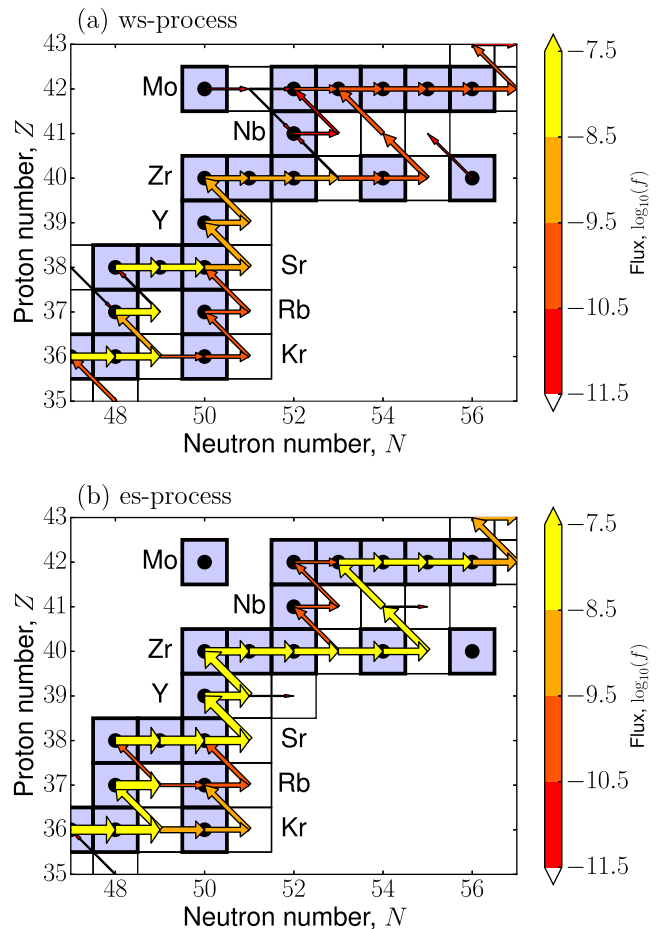 (a) ws-process
43
42
41
40
39
38
37
36
35
Proton number, Z
Mo
Nb
Zr
Y
Sr
Rb
Kr
48 50 52 54 56
Neutron number, N
−7.5
−8.5
−9.5
−10.5
−11.5
Flux, log10(f)
(b) es-process
43
42
41
40
39
38
37
36
35
Proton number, Z
Mo
Nb
Zr
Y
Sr
Rb
Kr
48 50 52 54 56
Neutron number, N
−7.5
−8.5
−9.5
−10.5
−11.5
Flux, log10(f)